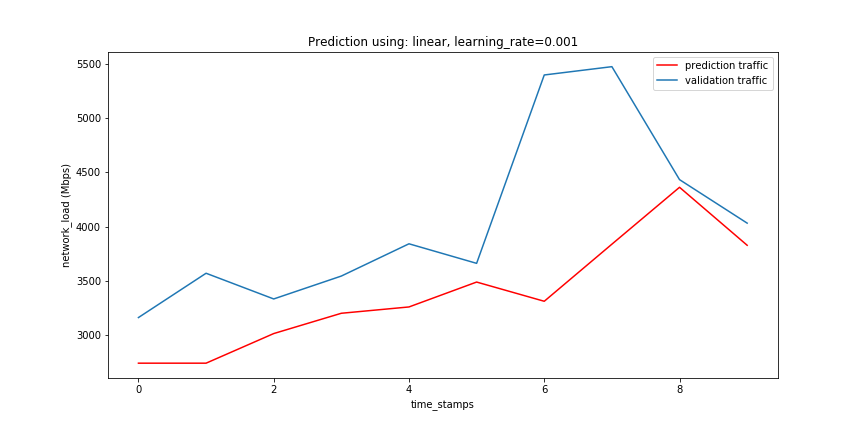 Prediction using: linear, learning_rate=0.001
prediction traffic
validation traffic
network_load (Mbps)
5500
5000
4500
4000
3500
3000
0 2 4 6 8
time_stamps